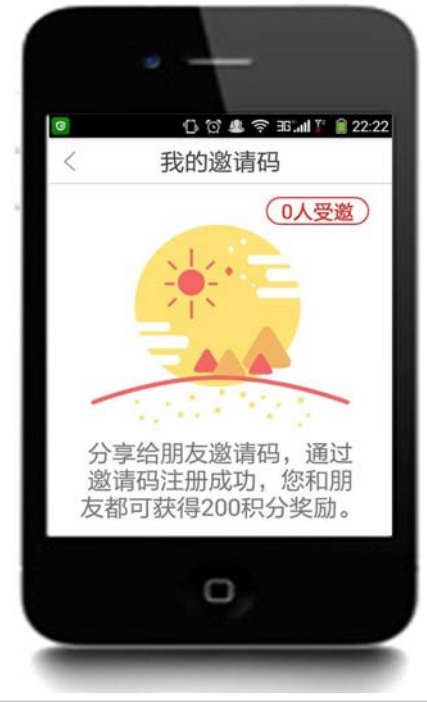 3G 22:22
我的邀请码
0人受邀
分享给朋友邀请码，通过
邀请码注册成功，您和朋
友都可获得200积分奖励。